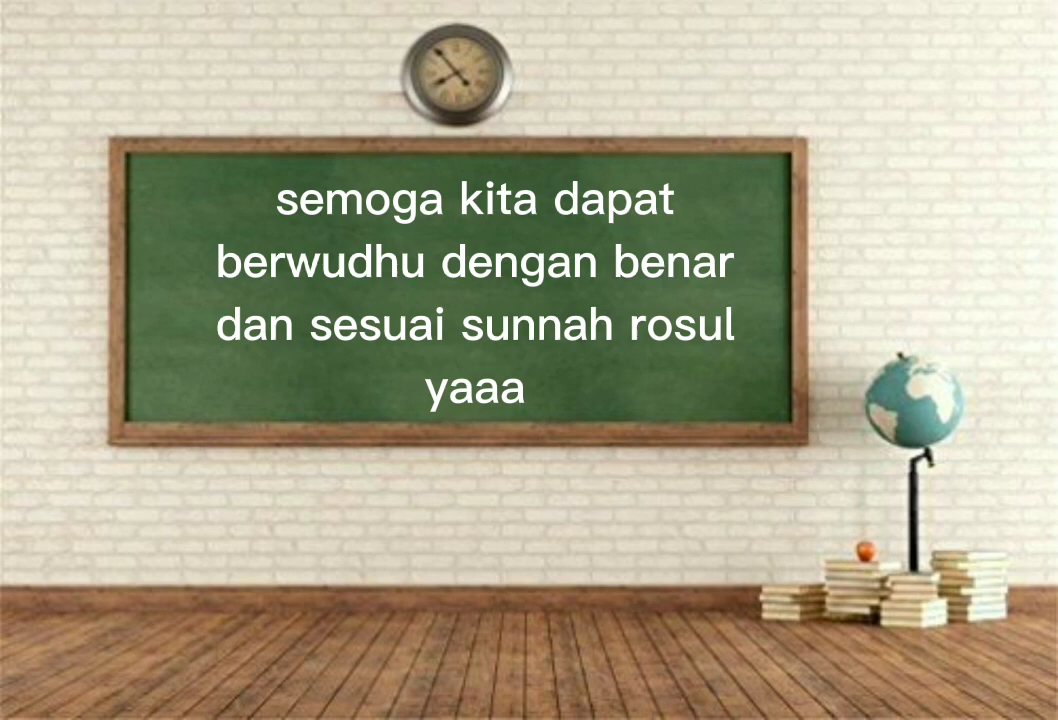 semoga kita dapat
berwudhu dengan benar
dan sesuai sunnah rosul
yaaa